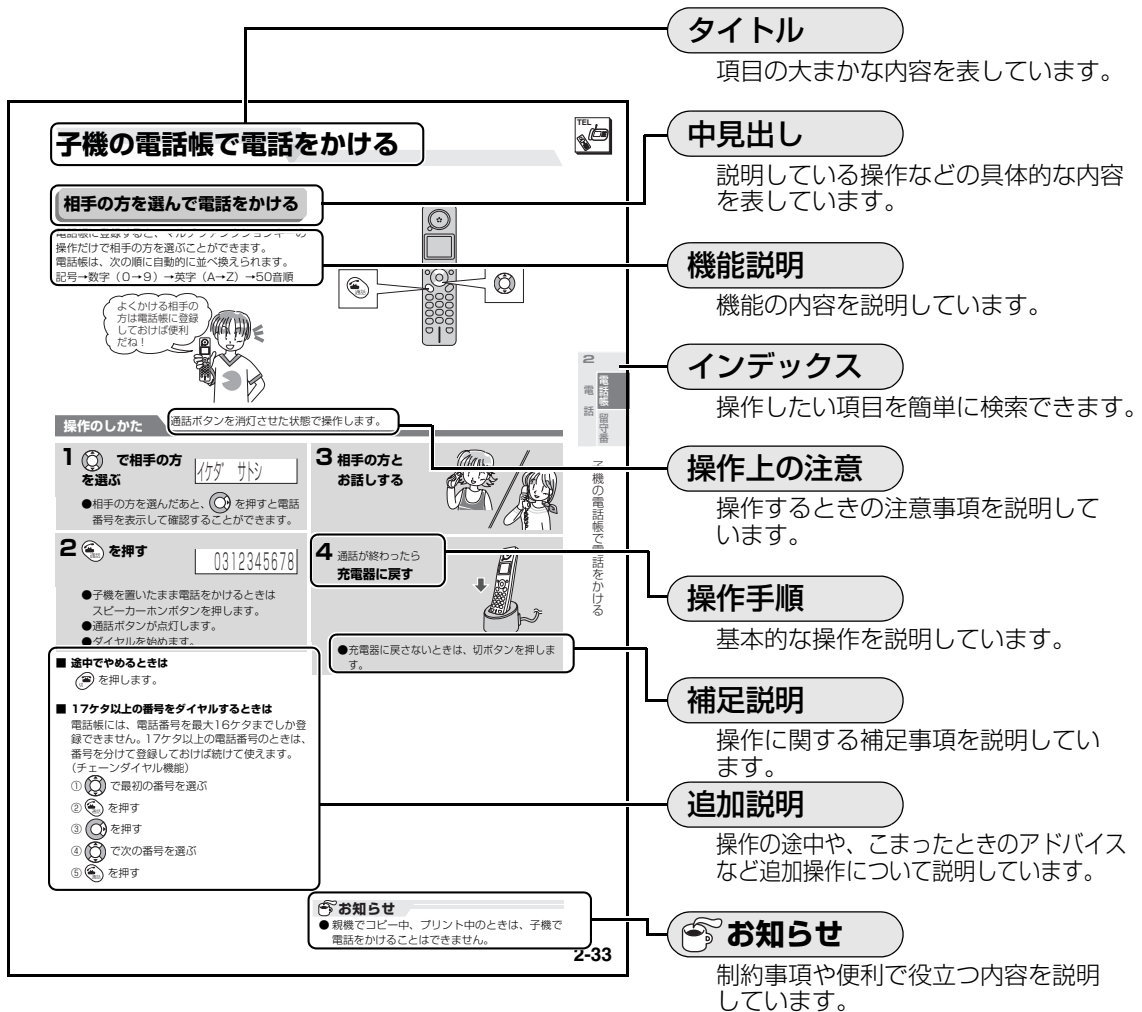 タイトル
項目の大まかな内容を表しています。
中見出し
説明している操作などの具体的な内容
を表しています。
機能説明
機能の内容を説明しています。
インデックス
操作したい項目を簡単に検索できます。
操作上の注意
操作するときの注意事項を説明して
います。
操作手順
基本的な操作を説明しています。
補足説明
操作に関する補足事項を説明してい
ます。
追加説明
操作の途中や、こまったときのアドバイス
など追加操作について説明しています。
お知らせ
制約事項や便利で役立つ内容を説明
しています。
子機の電話帳で電話をかける
TEL
相手の方を選んで電話をかける
電話帳に登録すると、マルチファンクションキーの
操作だけで相手の方を選ぶことができます。
電話帳は、次の順に自動的に並べ換えられます。
記号→数字（0→9）→英字（A→Z）→50音順
よくかける相手の
方は電話帳に登録
しておけば便利
だね！
2
電話
電話帳
留守番
子機の電話帳で電話をかける
操作のしかた
通話ボタンを消灯させた状態で操作します。
1 で相手の方
を選ぶ
イケダ サトシ
●相手の方を選んだあと、 を押すと電話
番号を表示して確認することができます。
2 を押す
0312345678
●子機を置いたまま電話をかけるときは
スピーカーホンボタンを押します。
●通話ボタンが点灯します。
●ダイヤルを始めます。
3 相手の方と
お話しする
4 通話が終わったら
充電器に戻す
●充電器に戻さないときは、切ボタンを押しま
す。
■ 途中でやめるときは
を押します。
■ 17ケタ以上の番号をダイヤルするときは
電話帳には、電話番号を最大16ケタまでしか登
録できません。17ケタ以上の電話番号のときは、
番号を分けて登録しておけば続けて使えます。
（チェーンダイヤル機能）
① で最初の番号を選ぶ
② を押す
③ を押す
④ で次の番号を選ぶ
⑤ を押す
お知らせ
● 親機でコピー中、プリント中のときは、子機で
電話をかけることはできません。
2-33